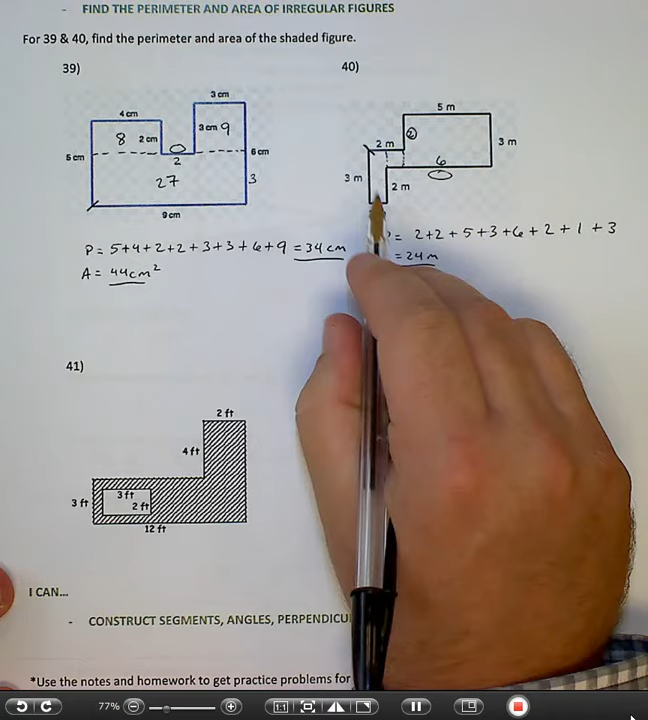 - FIND THE PERIMETER AND AREA OF IRREGULAR FIGURES
For 39 & 40, find the perimeter and area of the shaded figure.
39)
3 cm
4 cm
8 2 cm
3 cm 9
5 cm
2
6 cm
27
3
9 cm
P = 5+4+2+2+3+3+6+9 = 34 cm
A = 44 cm²
40)
5 m
2
2 m
3 m
6
3 m
2 m
= 2+2+5+3+6+2+1+3
= 24 m
41)
2 ft
4 ft
3 ft
3 ft
2 ft
12 ft
I CAN...
- CONSTRUCT SEGMENTS, ANGLES,
*Use the notes and homework to get practice problems for
77%
1:1